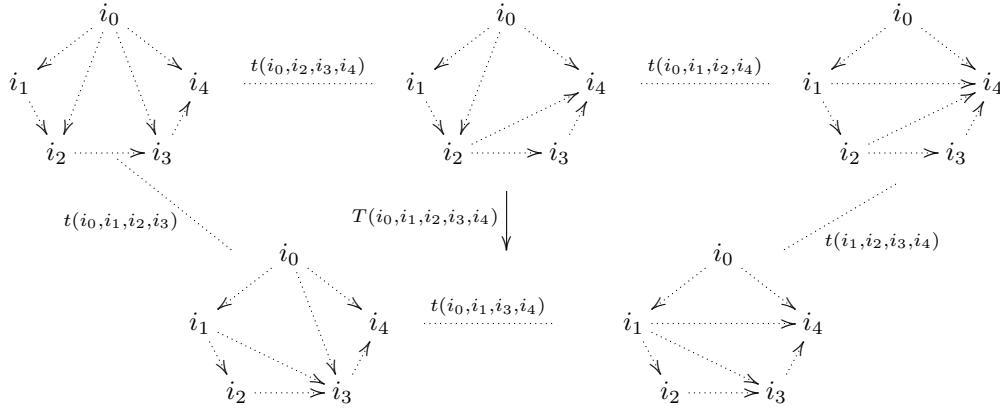 i₀ i₀ i₀
i₁ i₄ t(i₀,i₂,i₃,i₄) i₁ i₄ t(i₀,i₁,i₂,i₄) i₁ i₄
i₂ i₃ i₂ i₃ i₂ i₃
t(i₀,i₁,i₂,i₃) T(i₀,i₁,i₂,i₃,i₄) t(i₁,i₂,i₃,i₄)
i₀ i₀
i₁ i₄ t(i₀,i₁,i₃,i₄) i₁ i₄
i₂ i₃ i₂ i₃